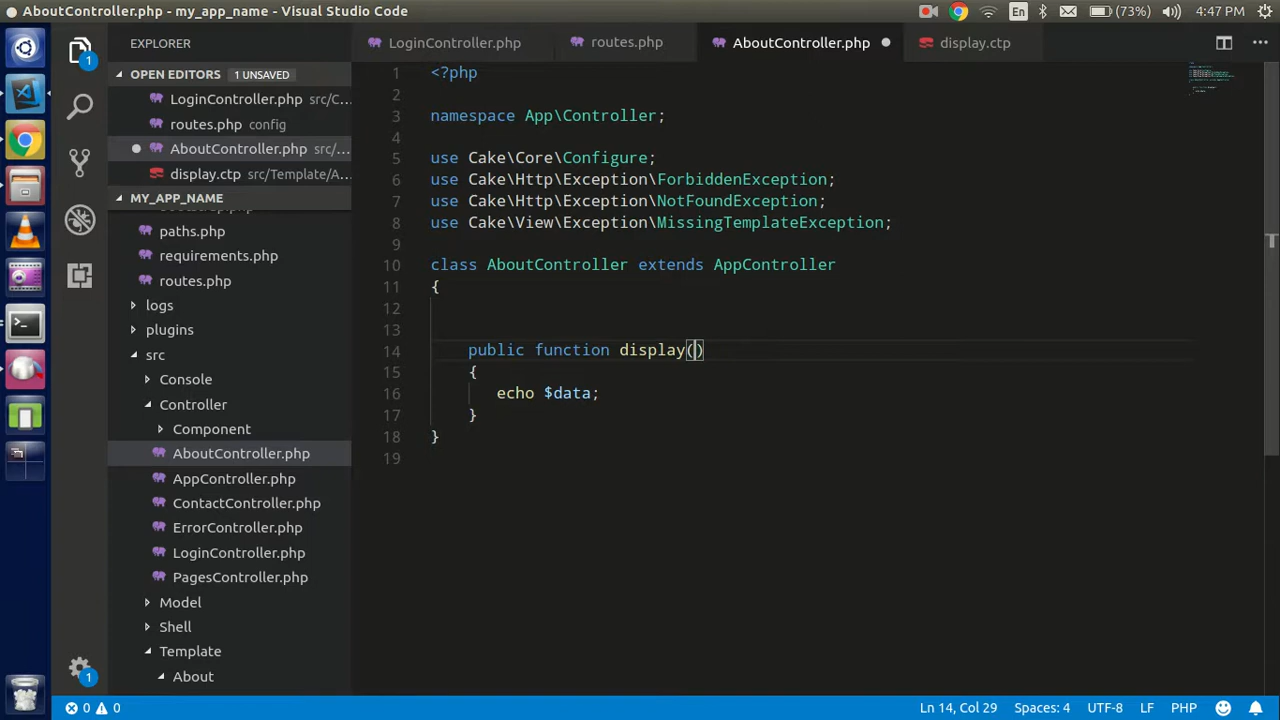 AboutController.php - my_app_name - Visual Studio Code
En
(73%)
4:47 PM
EXPLORER
OPEN EDITORS 1 UNSAVED
LoginController.php src/C...
routes.php config
AboutController.php src/...
display.ctp src/Template/A...
MY_APP_NAME
paths.php
requirements.php
routes.php
logs
plugins
src
Console
Controller
Component
AboutController.php
AppController.php
ContactController.php
ErrorController.php
LoginController.php
PagesController.php
Model
Shell
Template
About
1
1
LoginController.php
routes.php
AboutController.php
display.ctp
1 <?php
2
3 namespace App\Controller;
4
5 use Cake\Core\Configure;
6 use Cake\Http\Exception\ForbiddenException;
7 use Cake\Http\Exception\NotFoundException;
8 use Cake\View\Exception\MissingTemplateException;
9
10 class AboutController extends AppController
11 {
12
13
14 public function display()
15 {
16 echo $data;
17 }
18 }
19
0 0
Ln 14, Col 29
Spaces: 4
UTF-8
LF
PHP